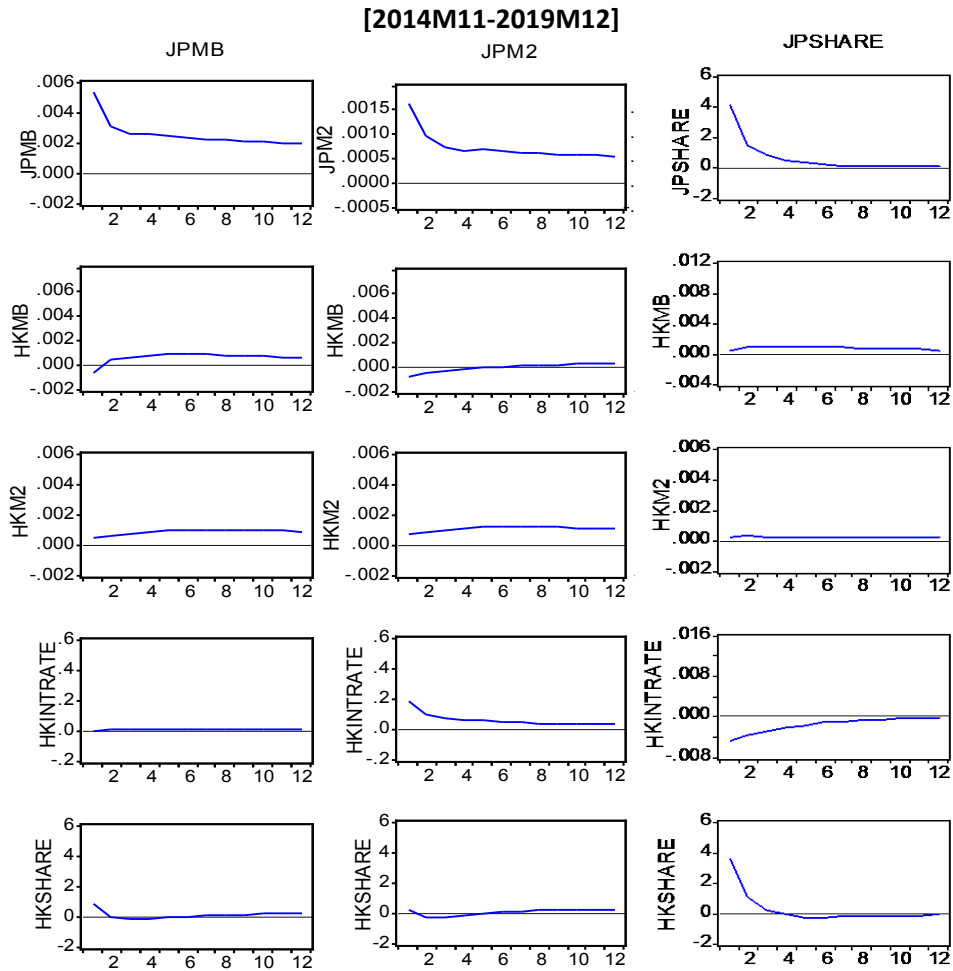 [2014M11-2019M12]
JPMB JPM2 JPSHARE
JPMB
.006
.004
.002
.000
-.002
2 4 6 8 10 12
JPM2
.0015
.0010
.0005
.0000
-.0005
2 4 6 8 10 12
JPSHARE
6
4
2
0
-2
2 4 6 8 10 12
HKMB
.006
.004
.002
.000
-.002
2 4 6 8 10 12
HKMB
.006
.004
.002
.000
-.002
2 4 6 8 10 12
HKMB
.012
.008
.004
.000
-.004
2 4 6 8 10 12
HKM2
.006
.004
.002
.000
-.002
2 4 6 8 10 12
HKM2
.006
.004
.002
.000
-.002
2 4 6 8 10 12
HKM2
.006
.004
.002
.000
-.002
2 4 6 8 10 12
HKINTRATE
.6
.4
.2
.0
-.2
2 4 6 8 10 12
HKINTRATE
.6
.4
.2
.0
-.2
2 4 6 8 10 12
HKINTRATE
.016
.000
-.008
2 4 6 8 10 12
HKSHARE
6
4
2
0
-2
2 4 6 8 10 12
HKSHARE
6
4
2
0
-2
2 4 6 8 10 12
HKSHARE
6
4
2
0
-2
2 4 6 8 10 12